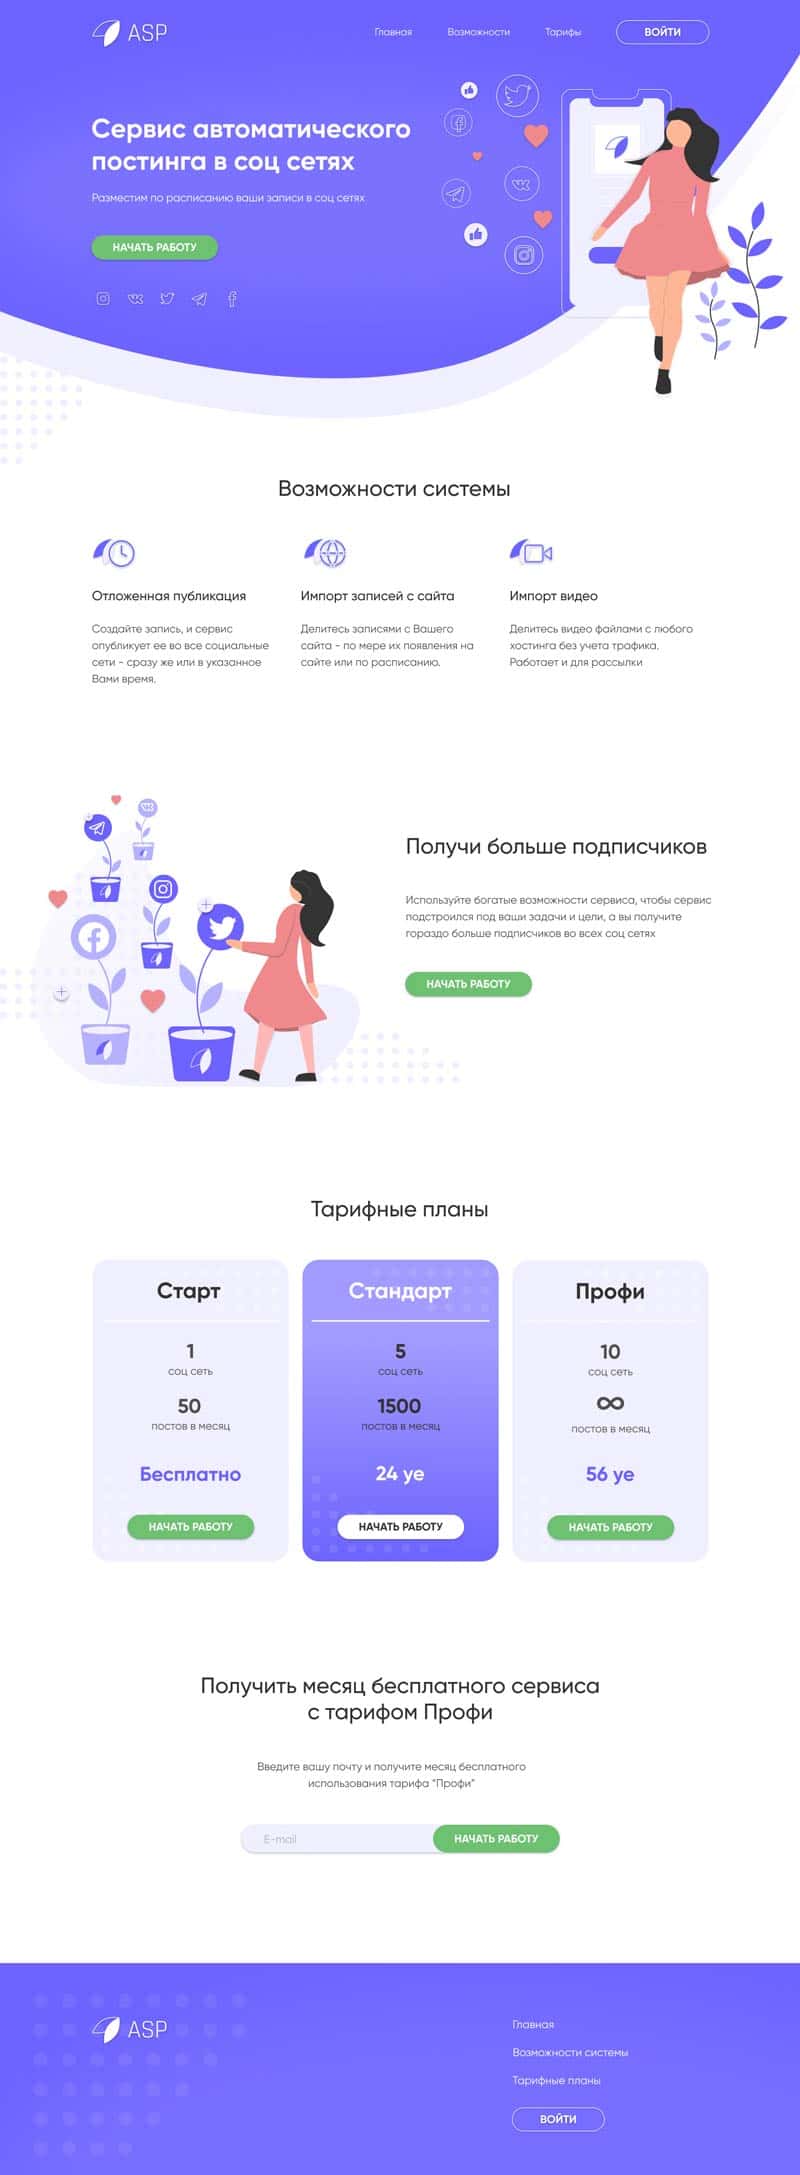 ASP
Главная
Возможности
Тарифы
ВОЙТИ
Сервис автоматического
постинга в соц сетях
Разместим по расписанию ваши записи в соц сетях
НАЧАТЬ РАБОТУ
Возможности системы
Отложенная публикация
Создайте запись, и сервис
опубликует ее во все социальные
сети - сразу же или в указанное
Вами время.
Импорт записей с сайта
Делитесь записями с Вашего
сайта - по мере их появления на
сайте или по расписанию.
Импорт видео
Делитесь видео файлами с любого
хостинга без учета трафика.
Работает и для рассылки
Получи больше подписчиков
Используйте богатые возможности сервиса, чтобы сервис
подстроился под ваши задачи и цели, а вы получите
гораздо больше подписчиков во всех соц сетях
НАЧАТЬ РАБОТУ
Тарифные планы
Старт
1
соц сеть
50
постов в месяц
Бесплатно
НАЧАТЬ РАБОТУ
Стандарт
5
соц сеть
1500
постов в месяц
24 уе
НАЧАТЬ РАБОТУ
Профи
10
соц сеть
∞
постов в месяц
56 уе
НАЧАТЬ РАБОТУ
Получить месяц бесплатного сервиса
с тарифом Профи
Введите вашу почту и получите месяц бесплатного
использования тарифа "Профи"
E-mail
НАЧАТЬ РАБОТУ
ASP
Главная
Возможности системы
Тарифные планы
ВОЙТИ